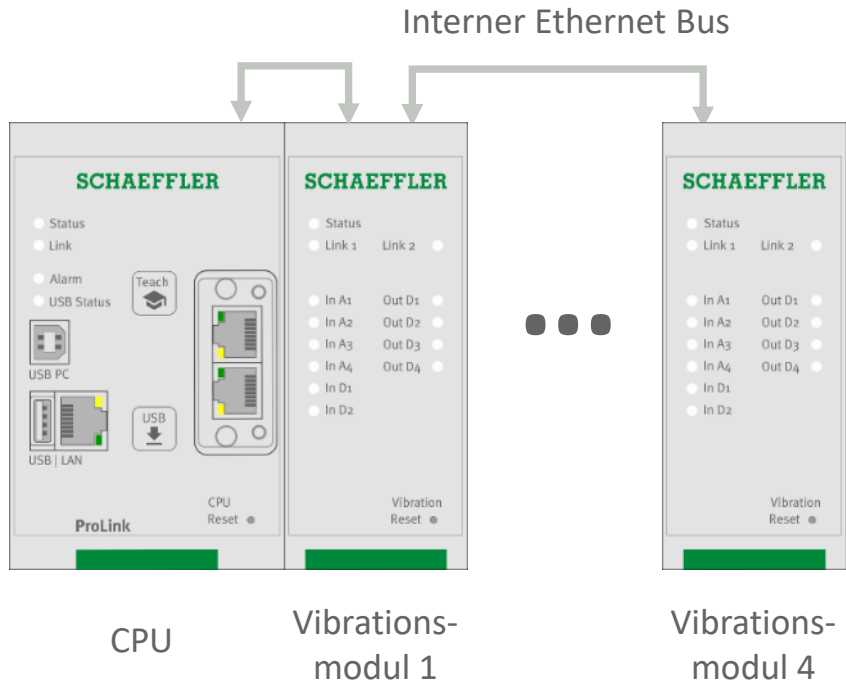 Interner Ethernet Bus
SCHAEFFLER
Status
Link
Alarm
USB Status
Teach
USB PC
USB
USB | LAN
CPU
Reset
ProLink
SCHAEFFLER
Status
Link 1 Link 2
In A1 Out D1
In A2 Out D2
In A3 Out D3
In A4 Out D4
In D1
In D2
Vibration
Reset
SCHAEFFLER
Status
Link 1 Link 2
In A1 Out D1
In A2 Out D2
In A3 Out D3
In A4 Out D4
In D1
In D2
Vibration
Reset
CPU
Vibrations-
modul 1
Vibrations-
modul 4